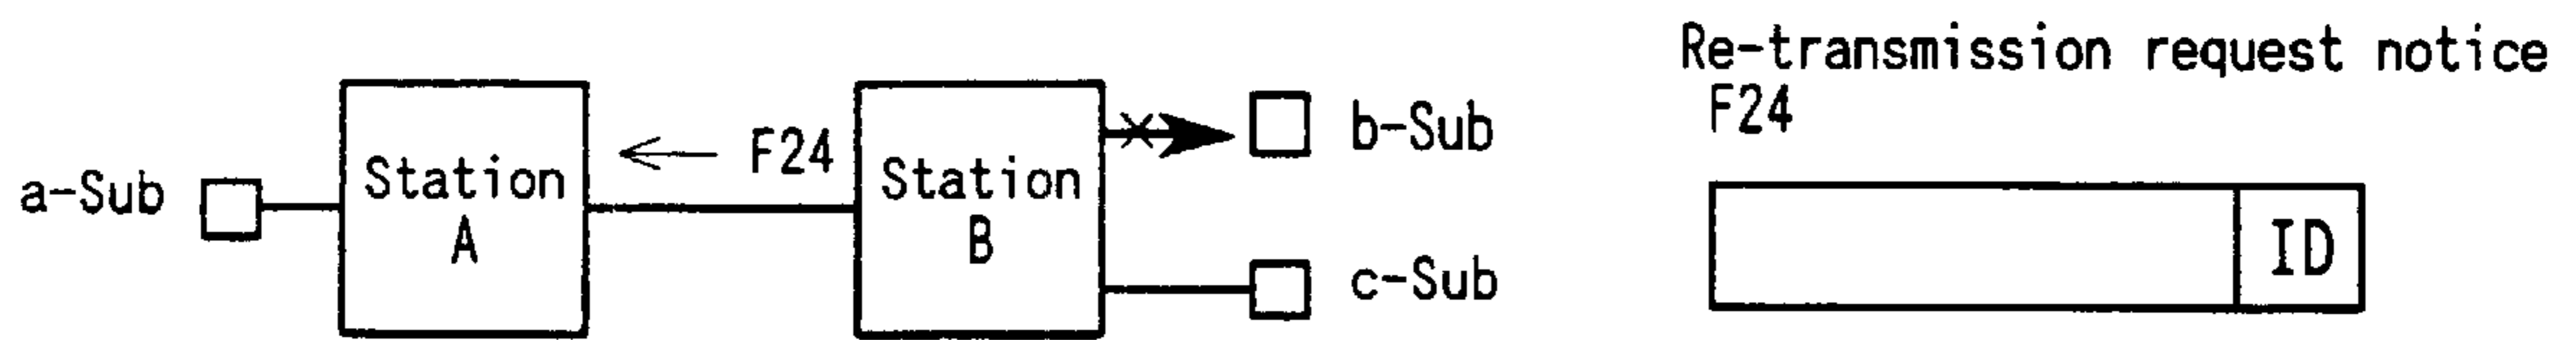 a-Sub
Station
A
F24
Station
B
b-Sub
c-Sub
Re-transmission request notice
F24
ID